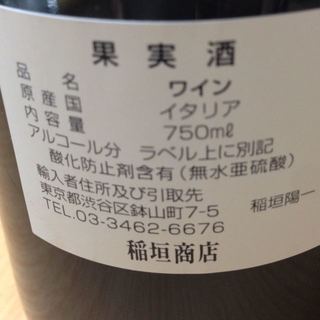 果実酒
品名 ワイン
原産国 イタリア
内容量 750mℓ
アルコール分 ラベル上に別記
酸化防止剤含有(無水亜硫酸)
輸入者住所及び引取先
東京都渋谷区鉢山町7-5 稲垣陽一
TEL.03-3462-6676
稲垣商店